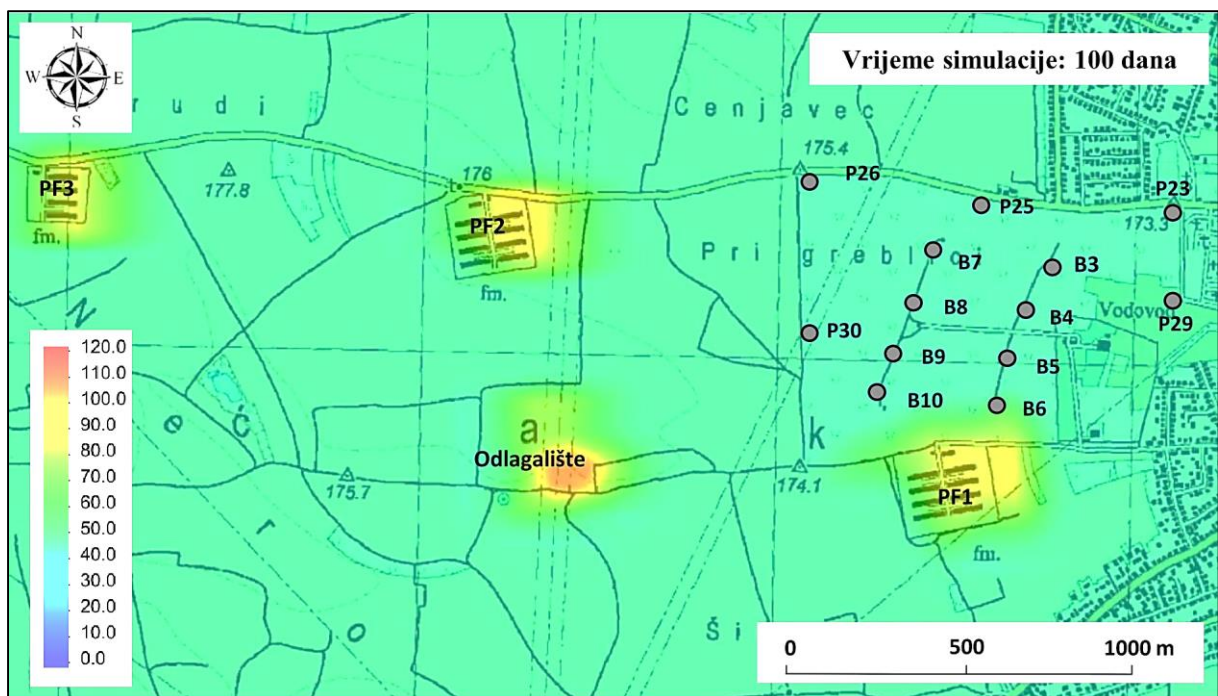 N
W E
S
Vrijeme simulacije: 100 dana
r u d i
C e n j a v e c
175.4
176
177.8
PF3
fm.
PF2
fm.
P26
P25
P23
173.3
B7
B3
B8
B4
Vodovod
P29
P30
B9
B5
B10
B6
N
e
č
r
o
a
k
Odlagalište
175.7
174.1
PF1
fm.
Š i
120.0
100.0
90.0
80.0
70.0
60.0
50.0
40.0
30.0
20.0
10.0
0.0
0 500 1000 m